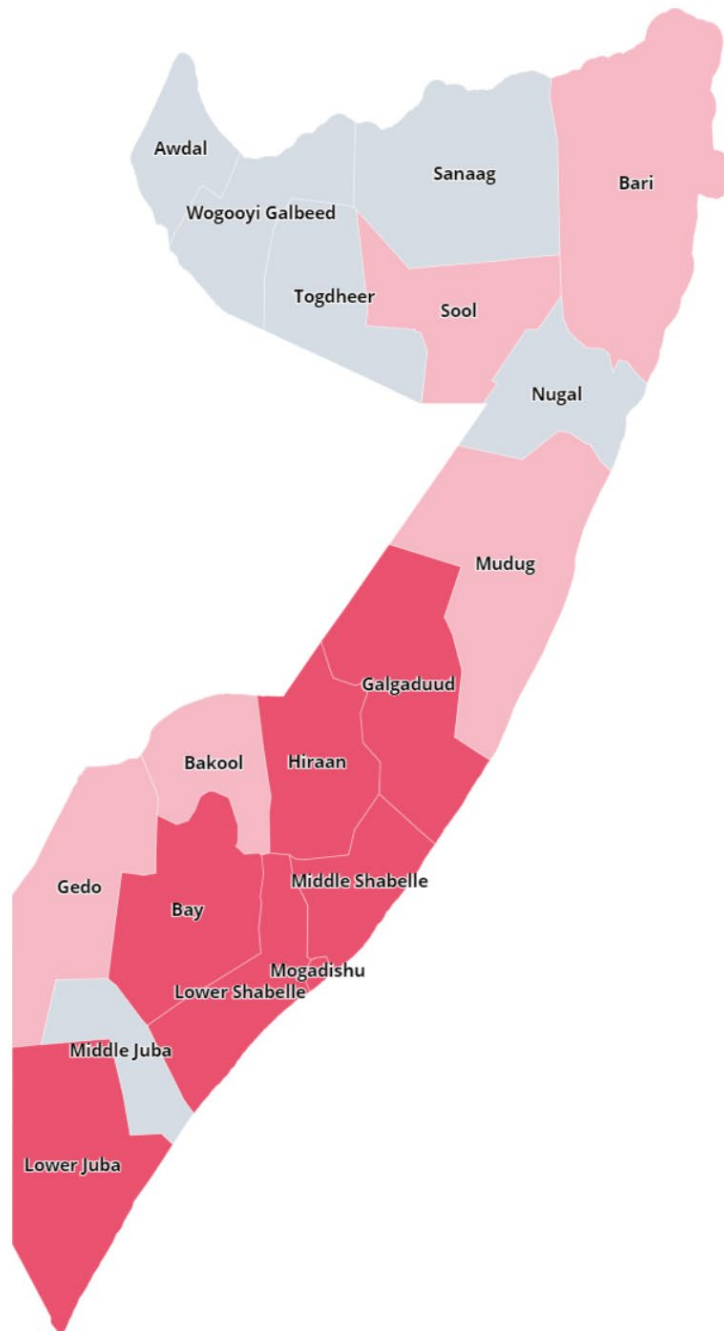 Awdal
Sanaag
Bari
Wogooyi Galbeed
Togdheer
Sool
Nugal
Mudug
Galgaduud
Bakool
Hiraan
Middle Shabelle
Gedo
Bay
Mogadishu
Lower Shabelle
Middle Juba
Lower Juba